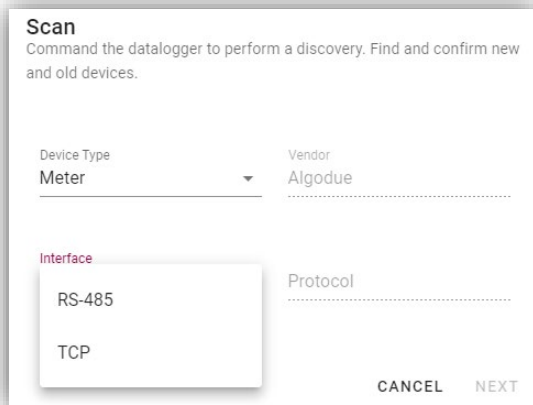 Scan
Command the datalogger to perform a discovery. Find and confirm new
and old devices.
Device Type
Vendor
Meter
Algodue
Interface
Protocol
RS-485
TCP
CANCEL
NEXT